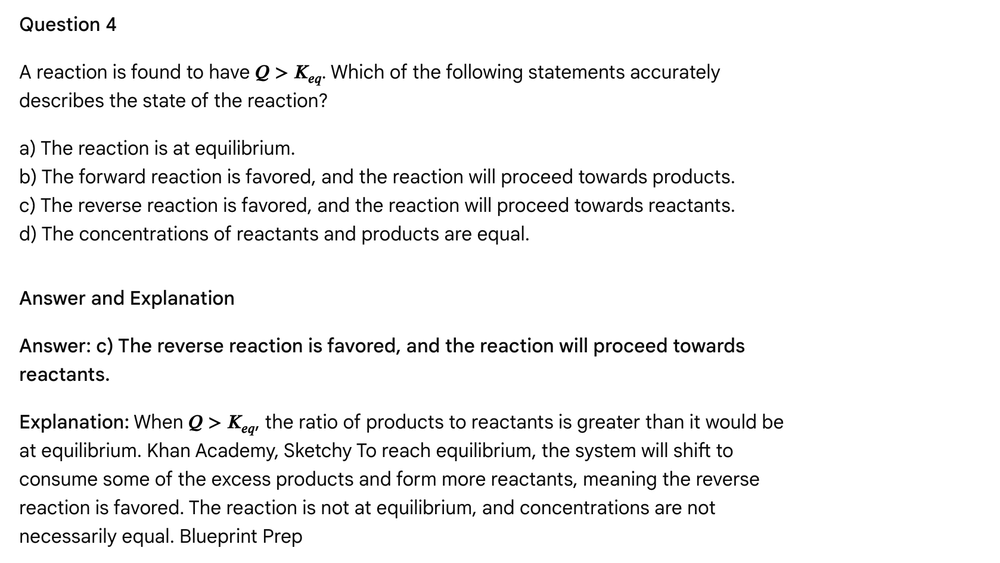 Question 4
A reaction is found to have Q > Keq. Which of the following statements accurately
describes the state of the reaction?
a) The reaction is at equilibrium.
b) The forward reaction is favored, and the reaction will proceed towards products.
c) The reverse reaction is favored, and the reaction will proceed towards reactants.
d) The concentrations of reactants and products are equal.
Answer and Explanation
Answer: c) The reverse reaction is favored, and the reaction will proceed towards
reactants.
Explanation: When Q > Keq, the ratio of products to reactants is greater than it would be
at equilibrium. Khan Academy, Sketchy To reach equilibrium, the system will shift to
consume some of the excess products and form more reactants, meaning the reverse
reaction is favored. The reaction is not at equilibrium, and concentrations are not
necessarily equal. Blueprint Prep